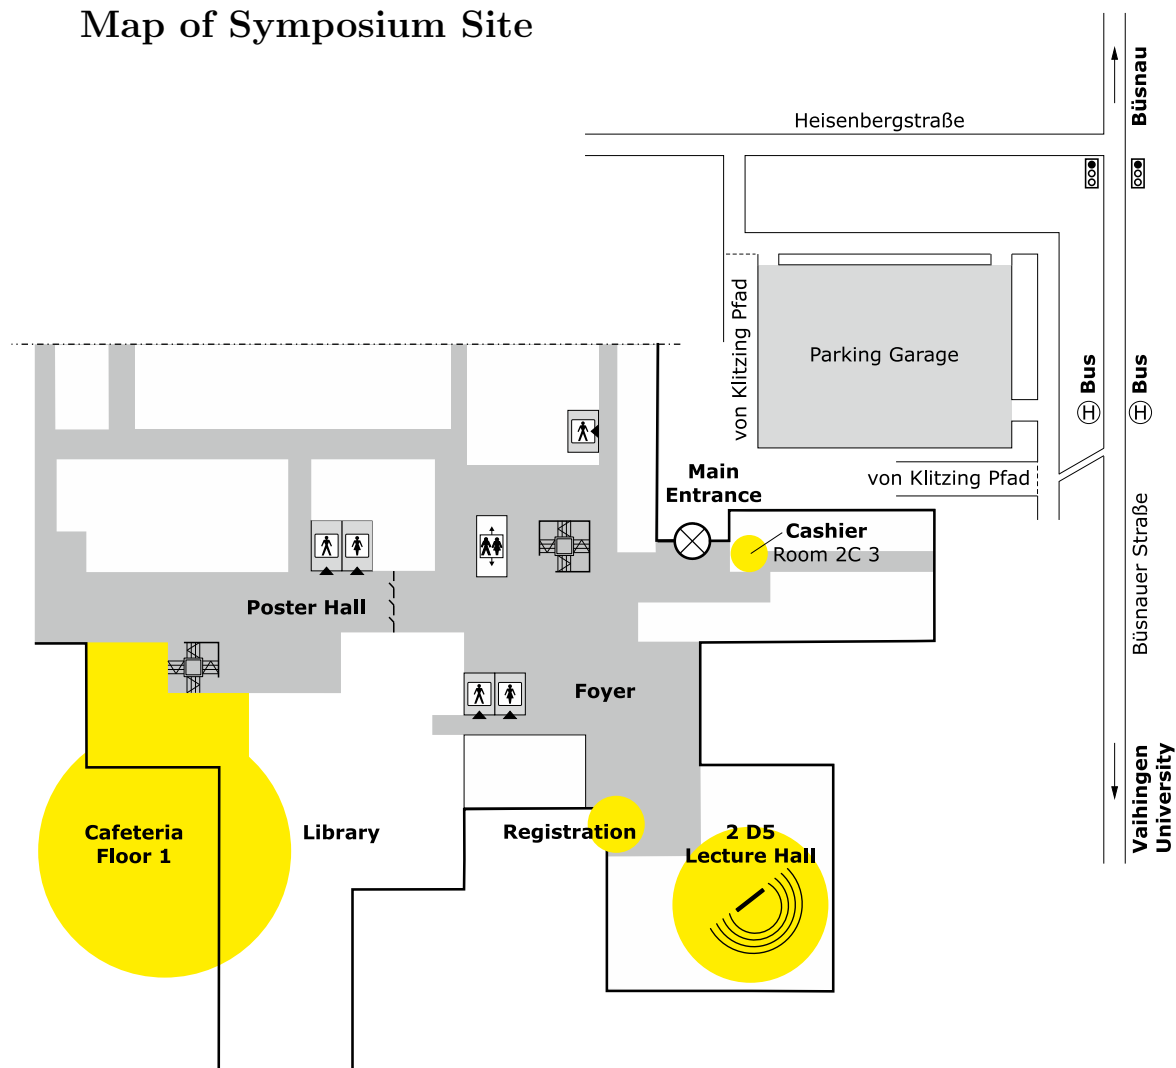 Map of Symposium Site
Büsnau
Heisenbergstraße
von Klitzing Pfad
Parking Garage
H Bus
H Bus
von Klitzing Pfad
Main
Entrance
Cashier
Room 2C 3
Büsnauer Straße
Poster Hall
Foyer
Cafeteria
Floor 1
Library
Registration
2 D5
Lecture Hall
Vaihingen
University